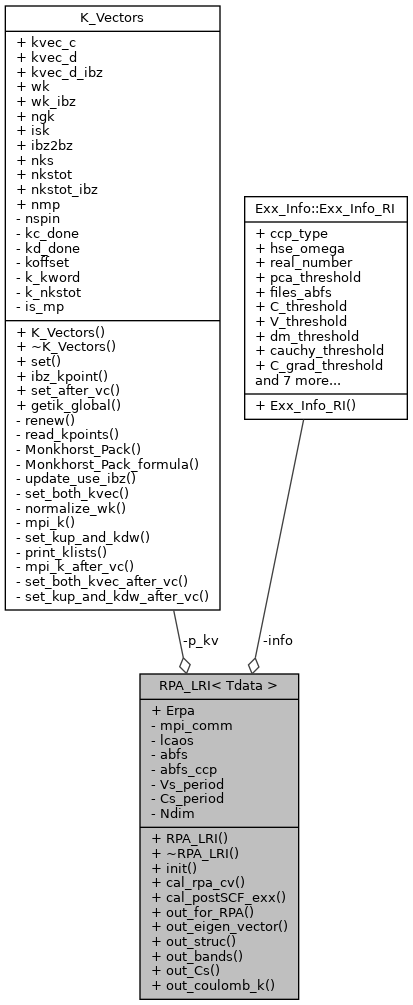 K_Vectors
+ kvec_c
+ kvec_d
+ kvec_d_ibz
+ wk
+ wk_ibz
+ ngk
+ isk
+ ibz2bz
+ nks
+ nkstot
+ nkstot_ibz
+ nmp
- nspin
- kc_done
- kd_done
- koffset
- k_kword
- k_nkstot
- is_mp
+ K_Vectors()
+ ~K_Vectors()
+ set()
+ ibz_kpoint()
+ set_after_vc()
+ getik_global()
- renew()
- read_kpoints()
- Monkhorst_Pack()
- Monkhorst_Pack_formula()
- update_use_ibz()
- set_both_kvec()
- normalize_wk()
- mpi_k()
- set_kup_and_kdw()
- print_klists()
- mpi_k_after_vc()
- set_both_kvec_after_vc()
- set_kup_and_kdw_after_vc()
Exx_Info::Exx_Info_RI
+ ccp_type
+ hse_omega
+ real_number
+ pca_threshold
+ files_abfs
+ C_threshold
+ V_threshold
+ dm_threshold
+ cauchy_threshold
+ C_grad_threshold
and 7 more...
+ Exx_Info_RI()
-p_kv
-info
RPA_LRI< Tdata >
+ Erpa
- mpi_comm
- lcaos
- abfs
- abfs_ccp
- Vs_period
- Cs_period
- Ndim
+ RPA_LRI()
+ ~RPA_LRI()
+ init()
+ cal_rpa_cv()
+ cal_postSCF_exx()
+ out_for_RPA()
+ out_eigen_vector()
+ out_struc()
+ out_bands()
+ out_Cs()
+ out_coulomb_k()